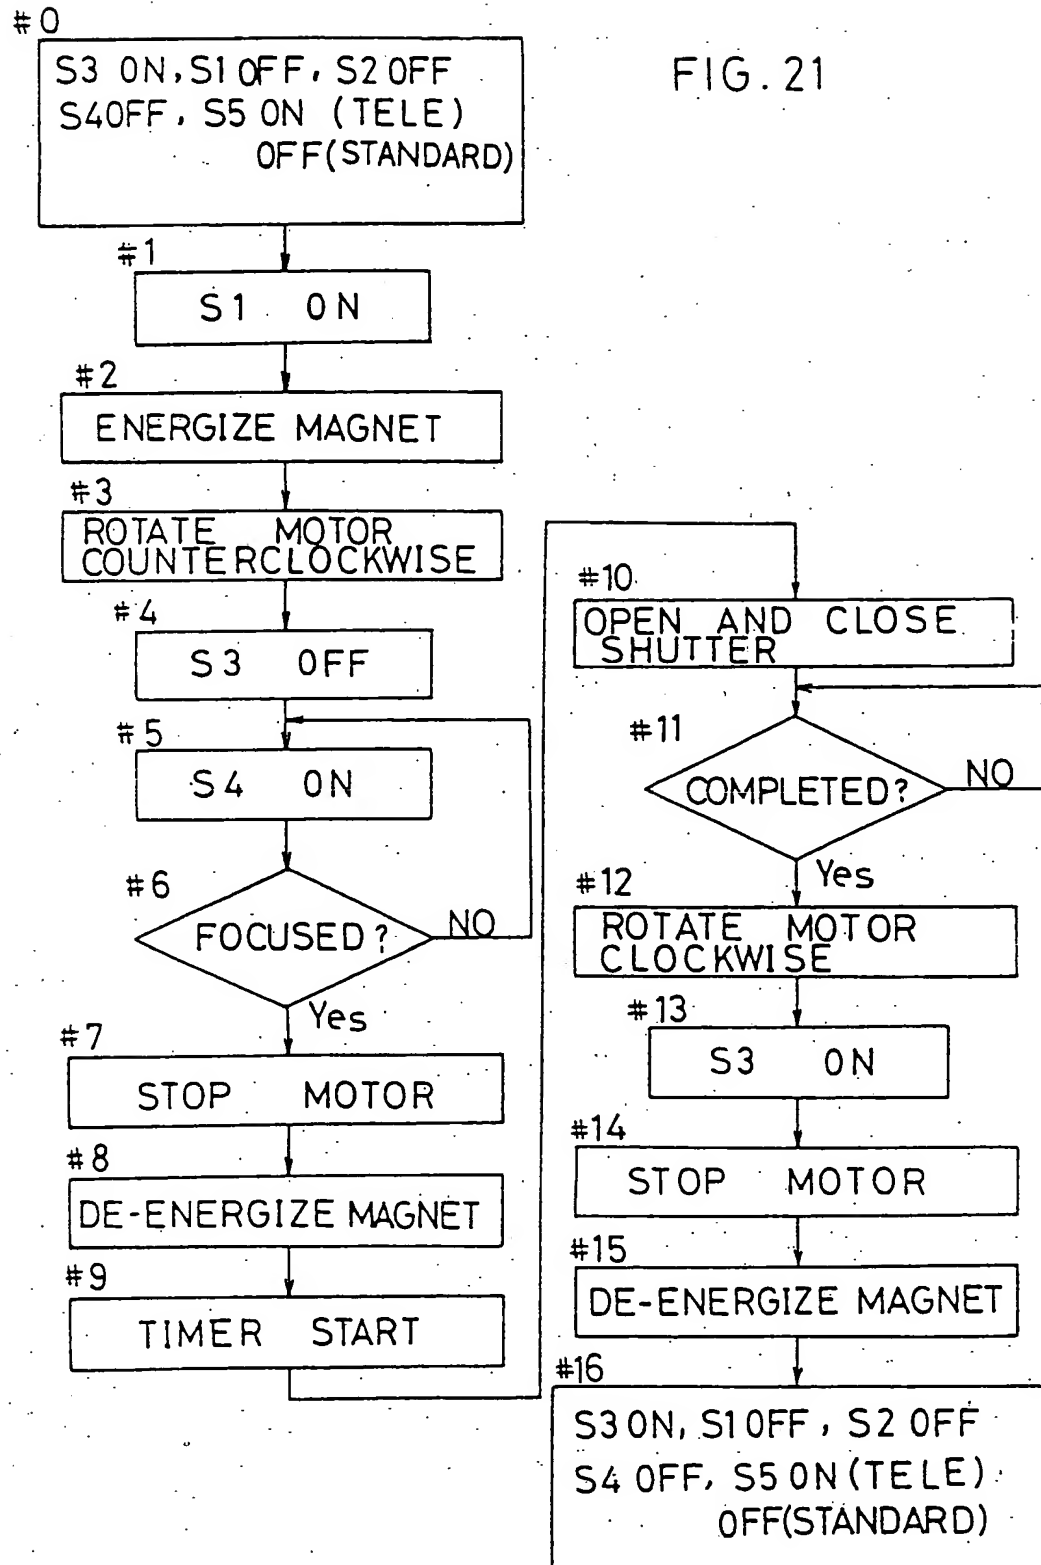 FIG. 21
#0
S3 ON, S1 OFF, S2 OFF
S4 OFF, S5 ON (TELE)
OFF(STANDARD)
#1
S1 ON
#2
ENERGIZE MAGNET
#3
ROTATE MOTOR
COUNTERCLOCKWISE
#4
S3 OFF
#5
S4 ON
#6
FOCUSED?
NO
Yes
#7
STOP MOTOR
#8
DE-ENERGIZE MAGNET
#9
TIMER START
#10
OPEN AND CLOSE
SHUTTER
#11
COMPLETED?
NO
Yes
#12
ROTATE MOTOR
CLOCKWISE
#13
S3 ON
#14
STOP MOTOR
#15
DE-ENERGIZE MAGNET
#16
S3 ON, S1 OFF, S2 OFF
S4 OFF, S5 ON (TELE)
OFF(STANDARD)